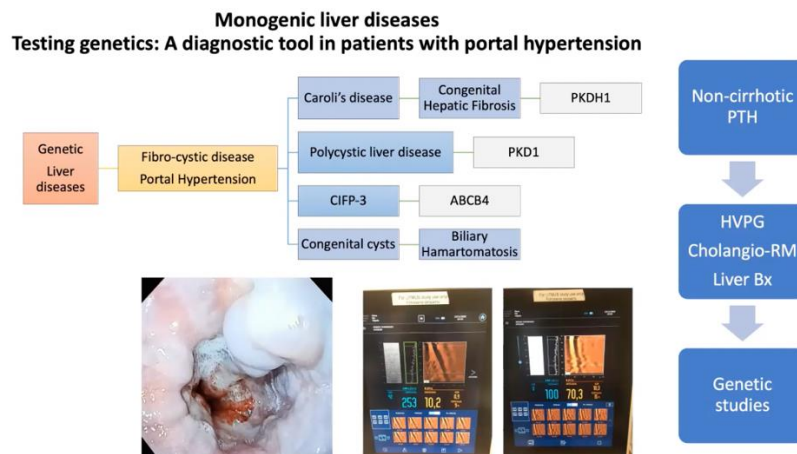 Monogenic liver diseases
Testing genetics: A diagnostic tool in patients with portal hypertension
Genetic
Liver
diseases
Fibro-cystic disease
Portal Hypertension
Caroli's disease
Congenital
Hepatic Fibrosis
PKDH1
Polycystic liver disease
PKD1
CIFP-3
ABCB4
Congenital cysts
Biliary
Hamartomatosis
253
10,2
100
70,3
Non-cirrhotic
PTH
HVPG
Cholangio-RM
Liver Bx
Genetic
studies